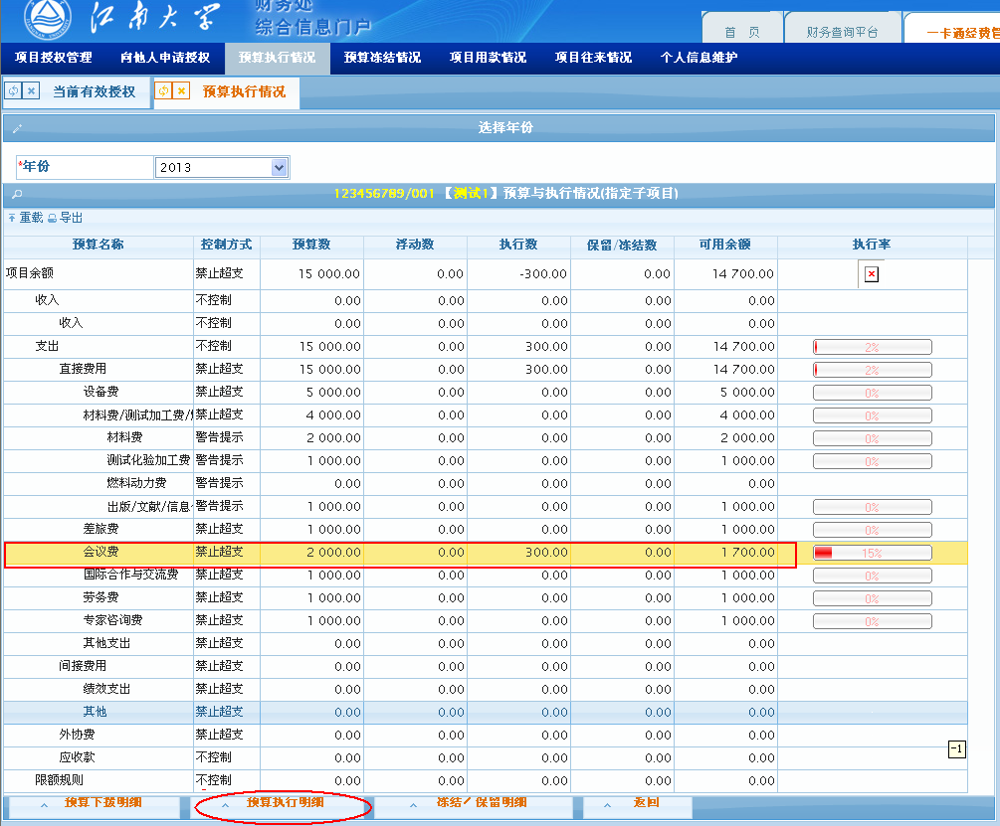 江南大学
财务处
综合信息门户
首 页 财务查询平台 一卡通经费管
项目授权管理 向他人申请授权 预算执行情况 预算冻结情况 项目用款情况 项目往来情况 个人信息维护
当前有效授权 预算执行情况
选择年份
*年份 2013
123456789/001 【测试1】预算与执行情况(指定子项目)
重载 导出
预算名称 控制方式 预算数 浮动数 执行数 保留/冻结数 可用余额 执行率
项目余额 禁止超支 15 000.00 0.00 -300.00 0.00 14 700.00
收入 不控制 0.00 0.00 0.00 0.00 0.00
收入 不控制 0.00 0.00 0.00 0.00 0.00
支出 不控制 15 000.00 0.00 300.00 0.00 14 700.00 2%
直接费用 禁止超支 15 000.00 0.00 300.00 0.00 14 700.00 2%
设备费 禁止超支 5 000.00 0.00 0.00 0.00 5 000.00 0%
材料费/测试加工费/ 禁止超支 4 000.00 0.00 0.00 0.00 4 000.00 0%
材料费 警告提示 2 000.00 0.00 0.00 0.00 2 000.00 0%
测试化验加工费 警告提示 1 000.00 0.00 0.00 0.00 1 000.00 0%
燃料动力费 警告提示 0.00 0.00 0.00 0.00 0.00
出版/文献/信息 警告提示 1 000.00 0.00 0.00 0.00 1 000.00 0%
差旅费 禁止超支 1 000.00 0.00 0.00 0.00 1 000.00 0%
会议费 禁止超支 2 000.00 0.00 300.00 0.00 1 700.00 15%
国际合作与交流费 禁止超支 1 000.00 0.00 0.00 0.00 1 000.00 0%
劳务费 禁止超支 1 000.00 0.00 0.00 0.00 1 000.00 0%
专家咨询费 禁止超支 1 000.00 0.00 0.00 0.00 1 000.00 0%
其他支出 禁止超支 0.00 0.00 0.00 0.00 0.00
间接费用 禁止超支 0.00 0.00 0.00 0.00 0.00
绩效支出 禁止超支 0.00 0.00 0.00 0.00 0.00
其他 禁止超支 0.00 0.00 0.00 0.00 0.00
外协费 禁止超支 0.00 0.00 0.00 0.00 0.00
应收款 不控制 0.00 0.00 0.00 0.00 0.00
-1
限额规则 不控制 0.00 0.00 0.00 0.00 0.00
预算下拨明细 预算执行明细 冻结/保留明细 返回